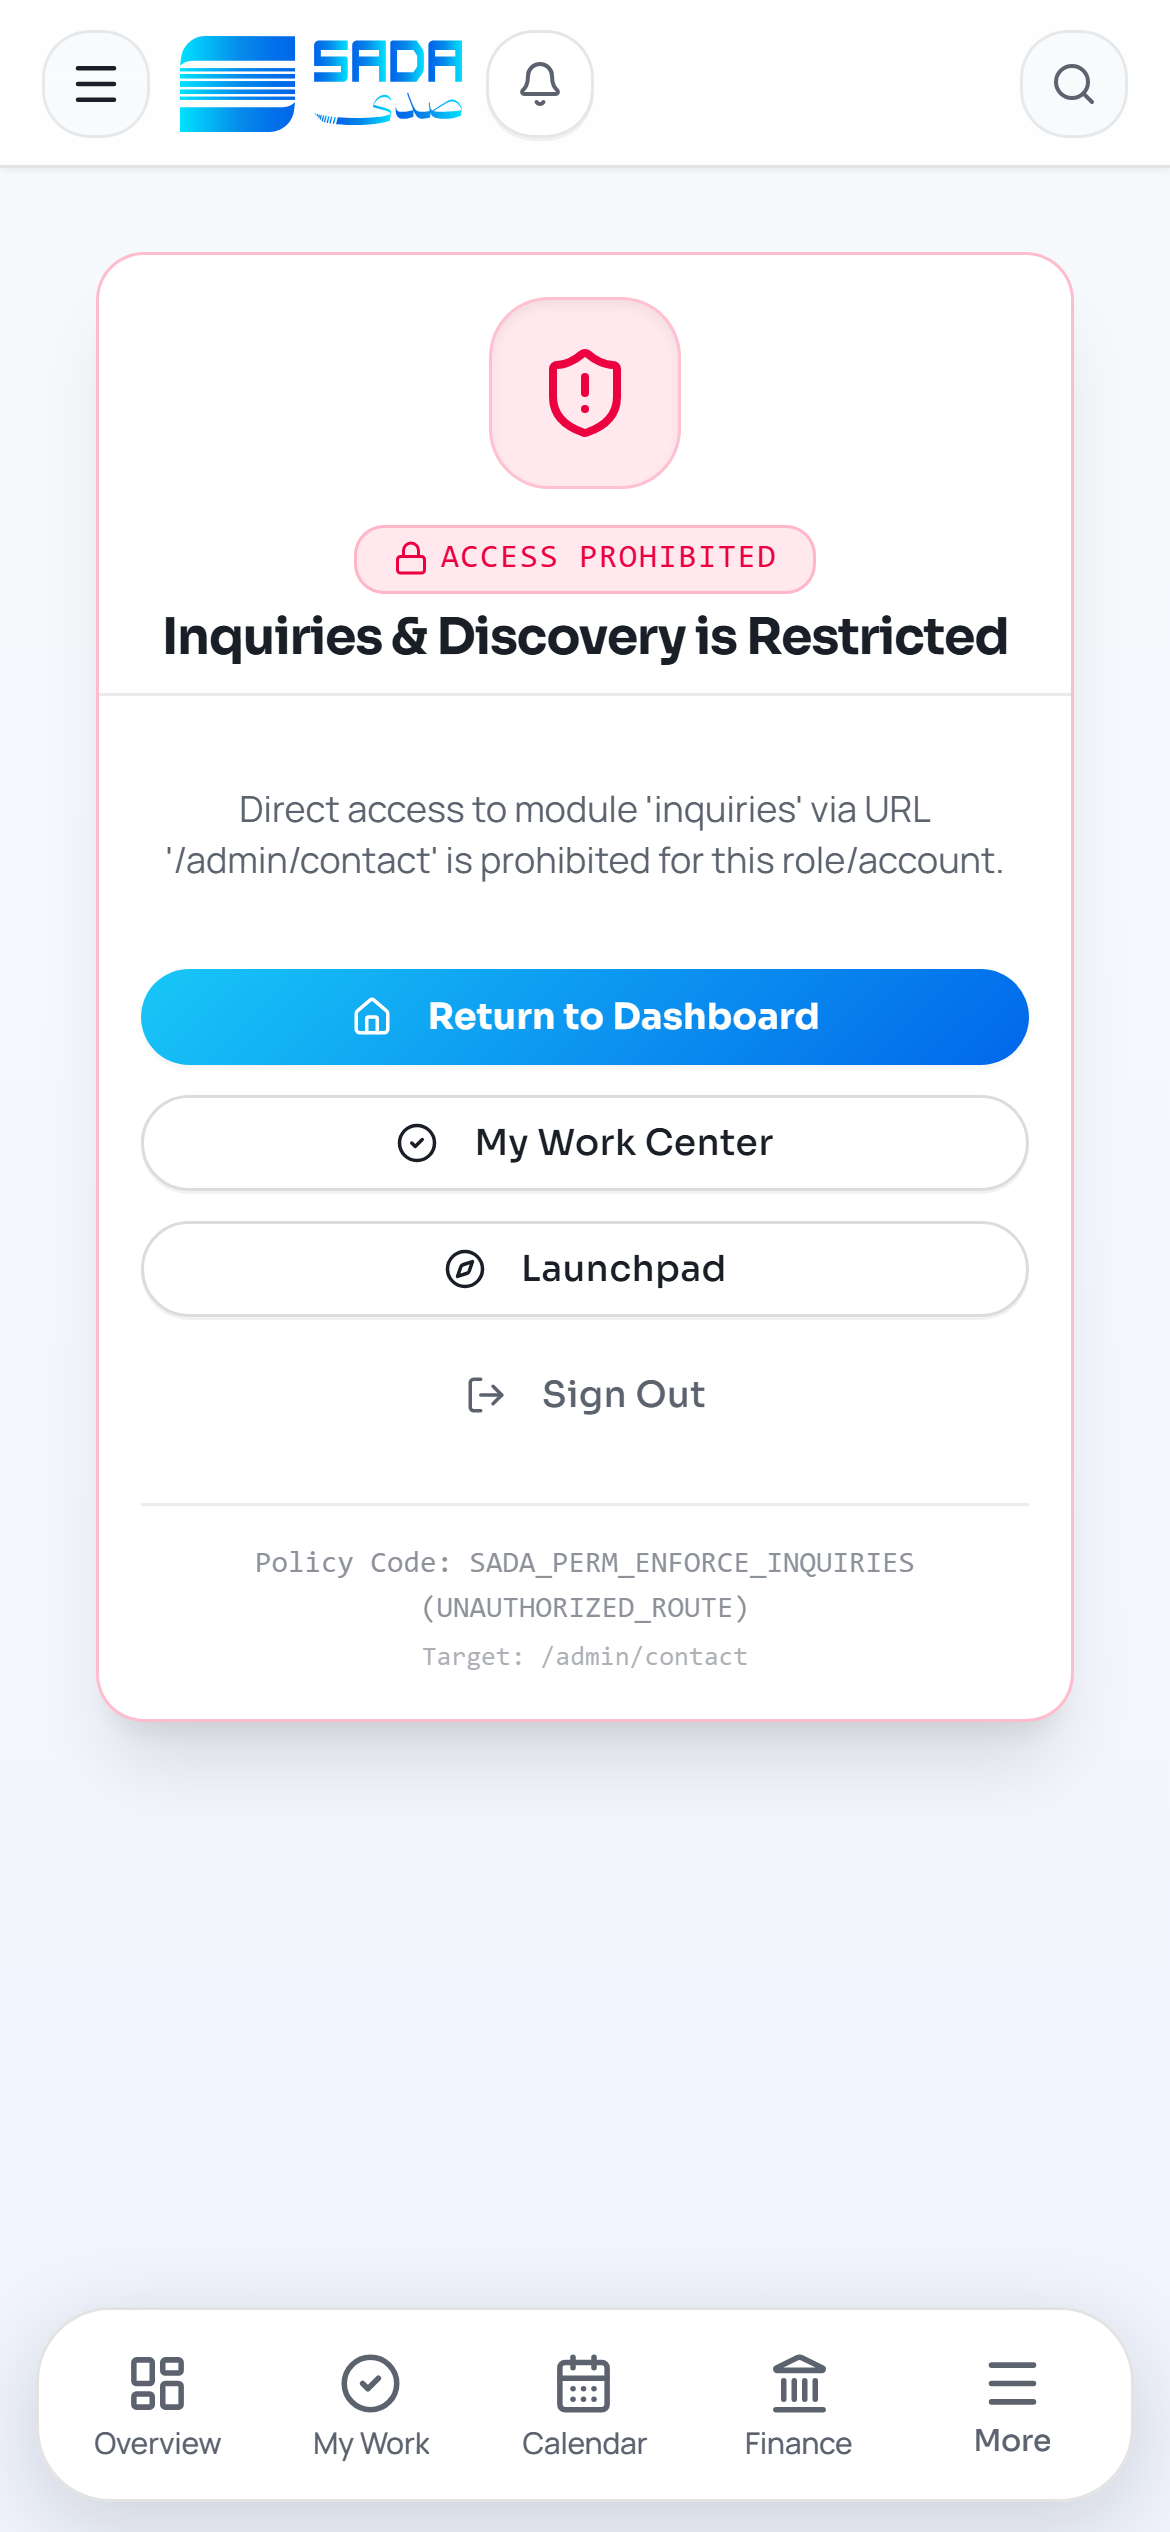 SADA
صدى
ACCESS PROHIBITED
Inquiries & Discovery is Restricted
Direct access to module 'inquiries' via URL
'/admin/contact' is prohibited for this role/account.
Return to Dashboard
My Work Center
Launchpad
Sign Out
Policy Code: SADA_PERM_ENFORCE_INQUIRIES
(UNAUTHORIZED_ROUTE)
Target: /admin/contact
Overview
My Work
Calendar
Finance
More